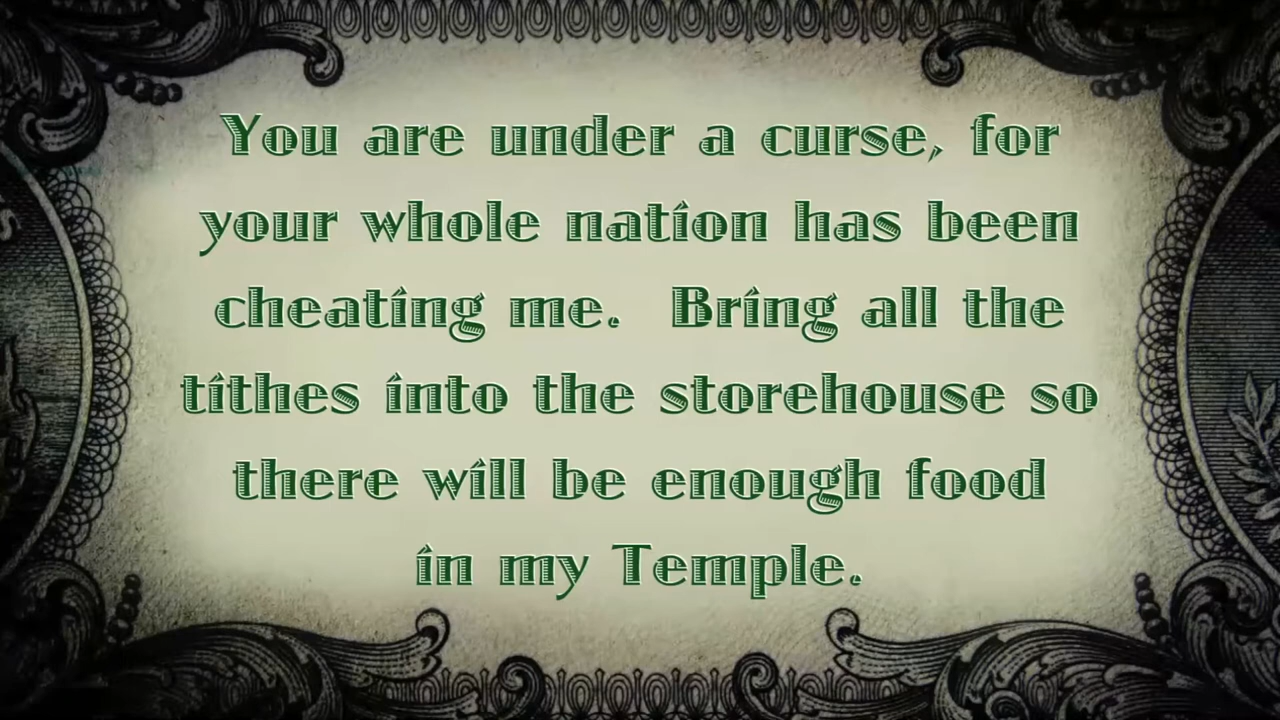 You are under a curse, for
your whole nation has been
cheating me.  Bring all the
tithes into the storehouse so
there will be enough food
in my Temple.